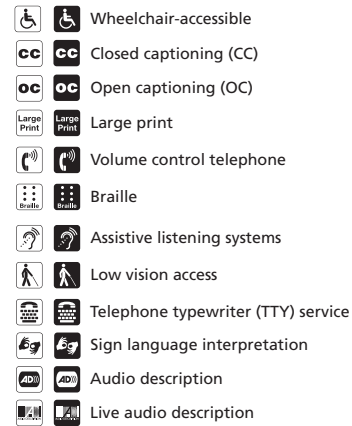 Wheelchair-accessible
CC CC Closed captioning (CC)
OC OC Open captioning (OC)
Large Print Large Print Large print
Volume control telephone
Braille Braille Braille
Assistive listening systems
Low vision access
Telephone typewriter (TTY) service
Sign language interpretation
AD AD Audio description
Live audio description